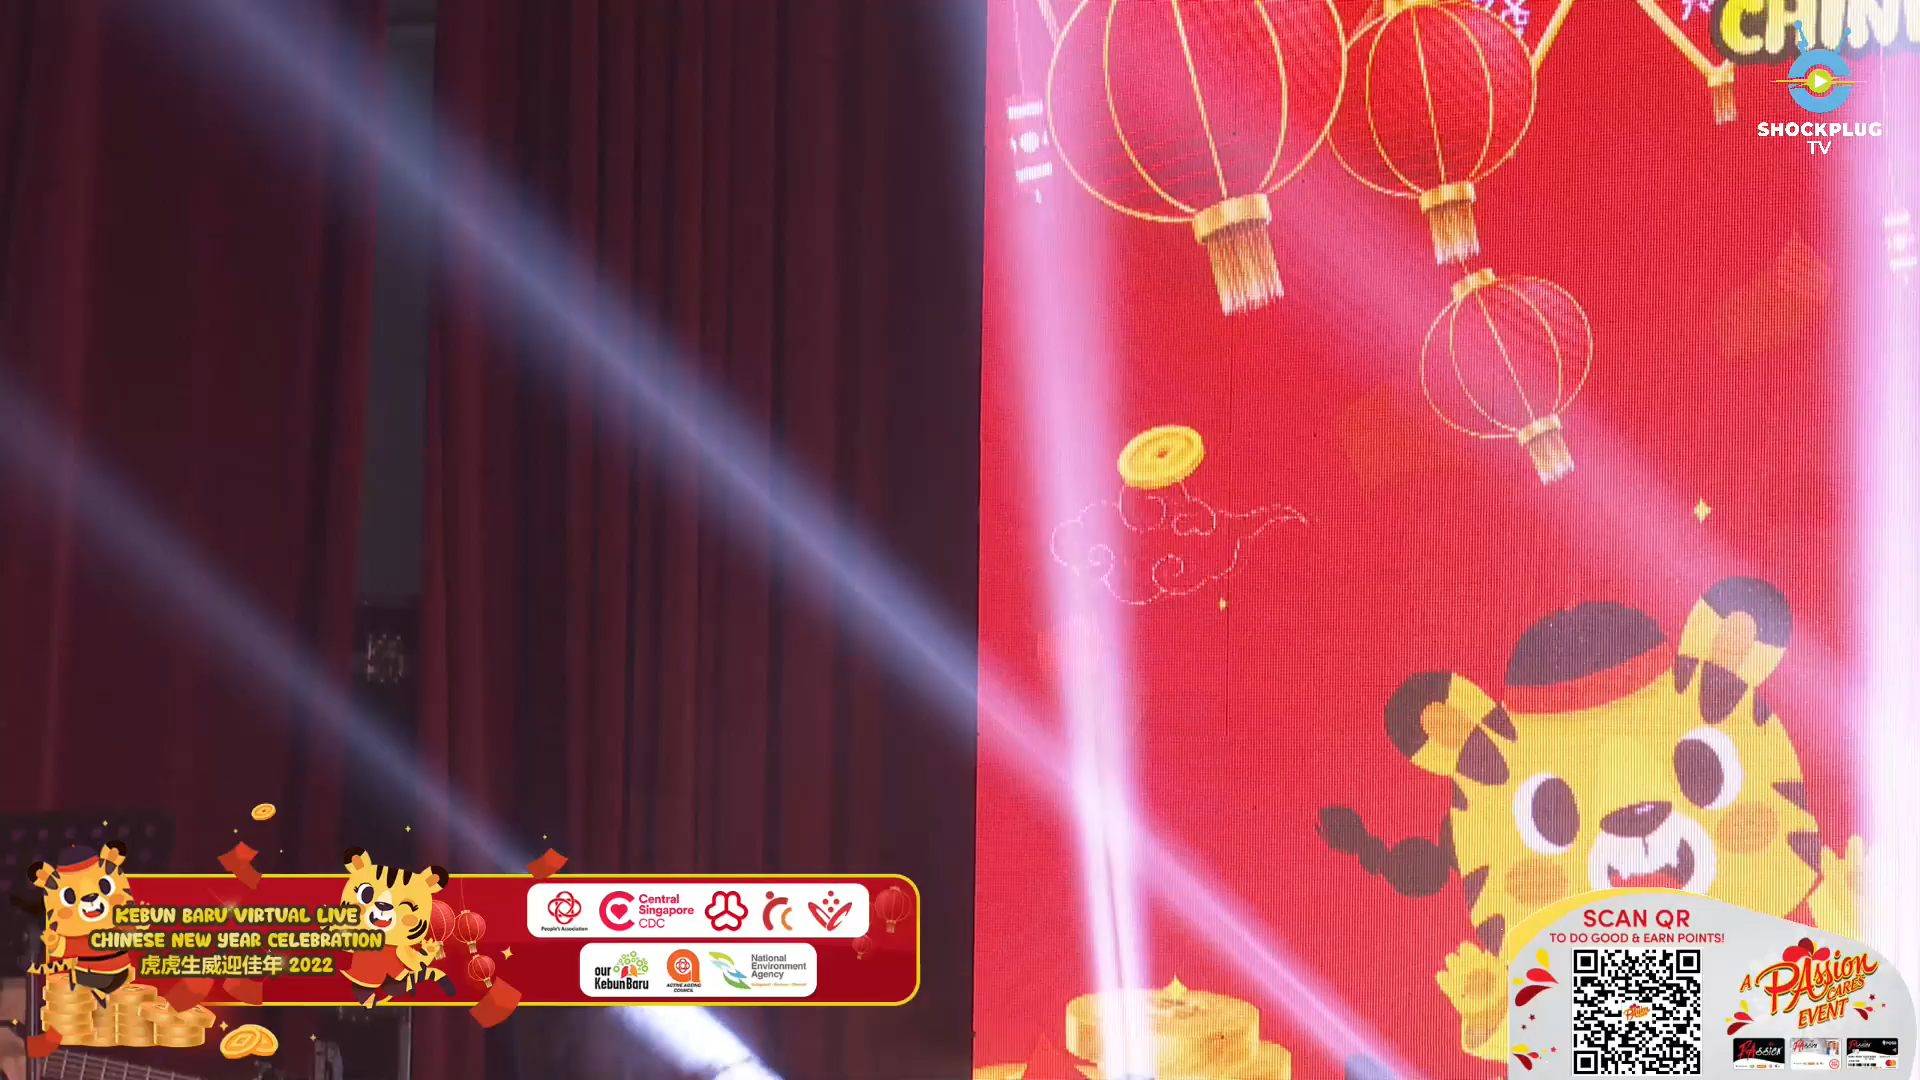 CHIN
SHOCKPLUG
TV
KEBUN BARU VIRTUAL LIVE
CHINESE NEW YEAR CELEBRATION
虎虎生威迎佳年 2022
People's Association
Central
Singapore
CDC
our
KebunBaru
ACTIVE AGEING
COUNCIL
National
Environment
Agency
SCAN QR
TO DO GOOD & EARN POINTS!
A
PAssion
CARES
EVENT
PAssion